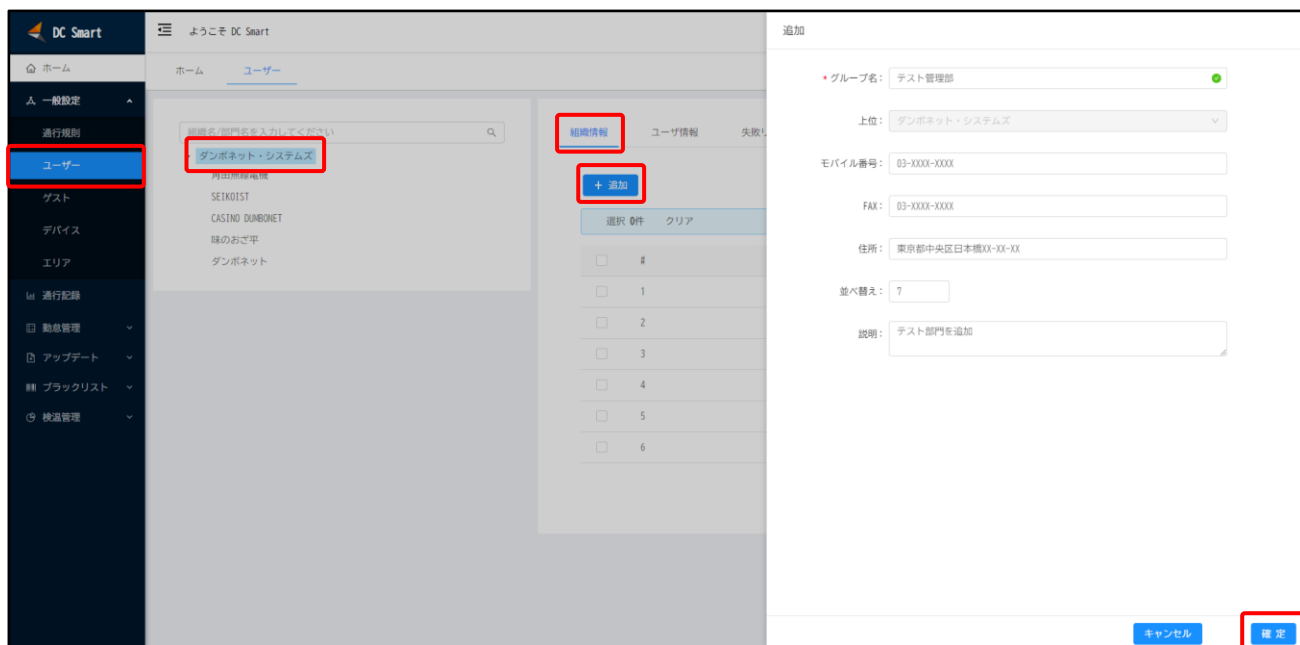 DC Smart
ようこそ DC Smart
ホーム
一般設定
通行規則
ユーザー
ゲスト
デバイス
エリア
通行記録
勤怠管理
アップデート
ブラックリスト
検温管理
ホーム ユーザー
組織名/部門名を入力してください
ダンボネット・システムズ
角田無線電機
SEIKOIST
CASINO DUMBONET
味のおざ平
ダンボネット
組織情報 ユーザ情報 失敗リ
+ 追加
選択 0件 クリア
#
1
2
3
4
5
6
追加
* グループ名: テスト管理部
上位: ダンボネット・システムズ
モバイル番号: 03-XXXX-XXXX
FAX: 03-XXXX-XXXX
住所: 東京都中央区日本橋XX-XX-XX
並べ替え: 7
説明: テスト部門を追加
キャンセル 確定